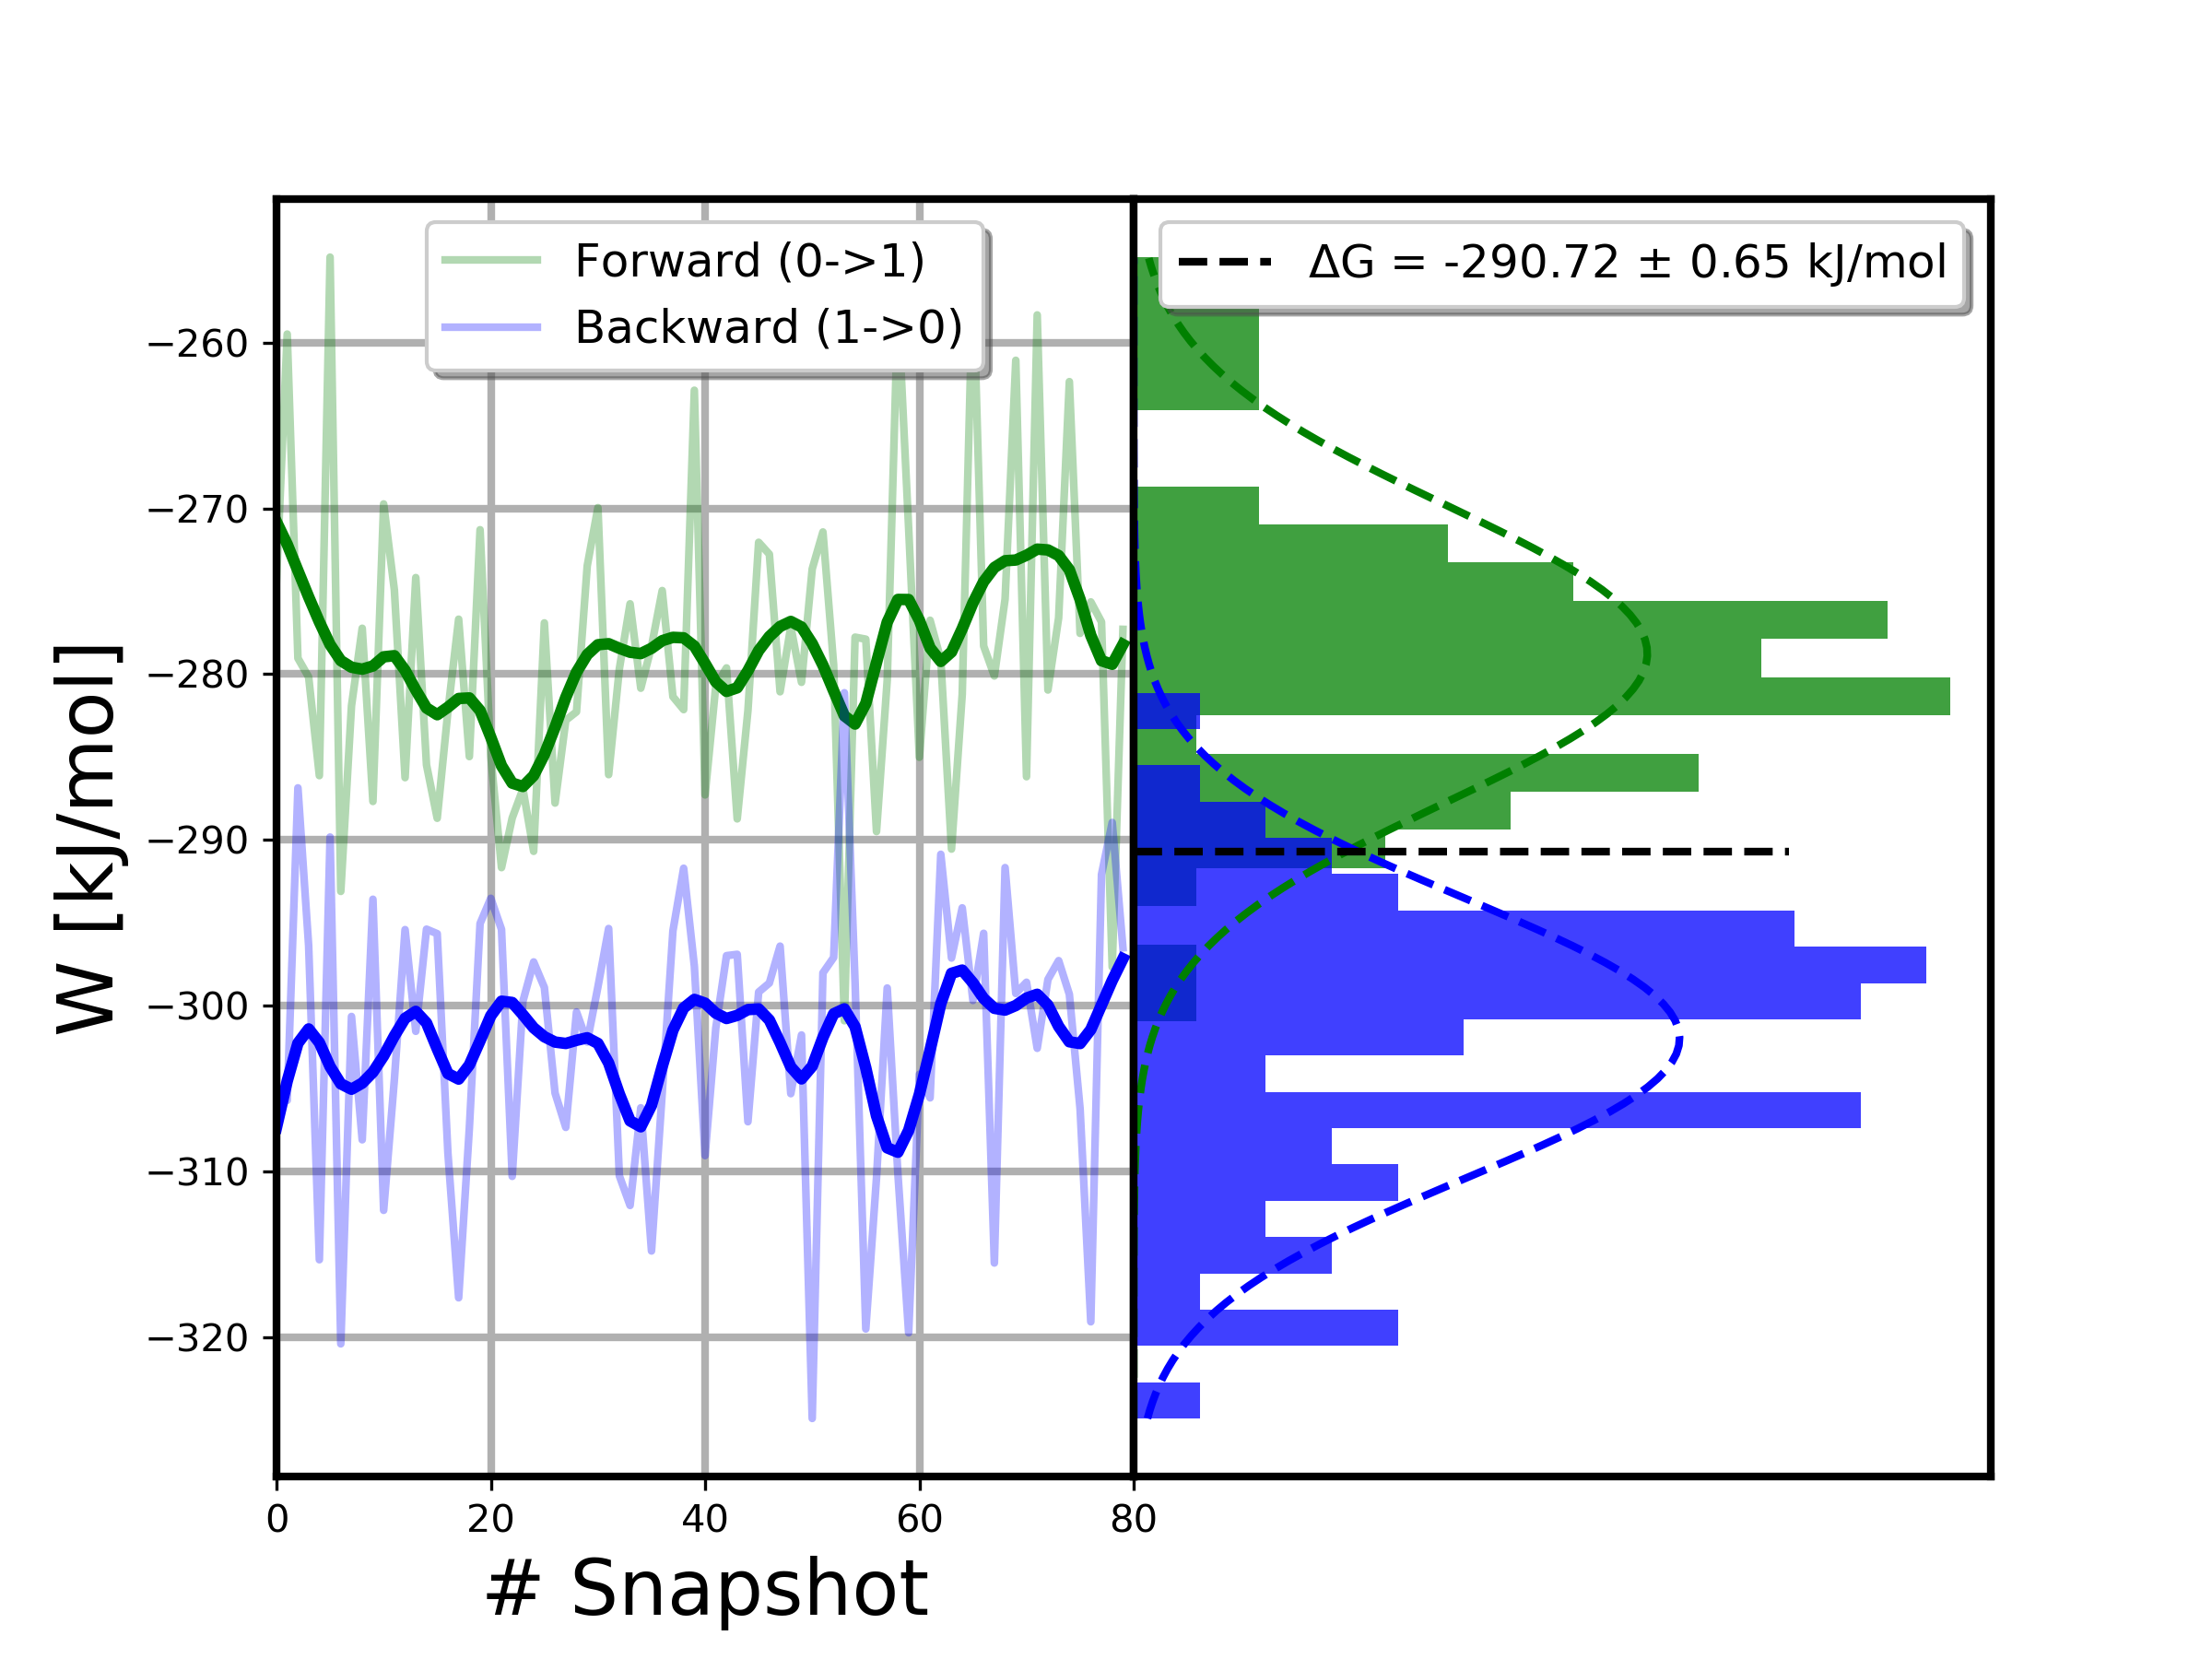 Forward (0->1)
Backward (1->0)
ΔG = -290.72 ± 0.65 kJ/mol
W [kJ/mol]
−260
−270
−280
−290
−300
−310
−320
0 20 40 60 80
# Snapshot